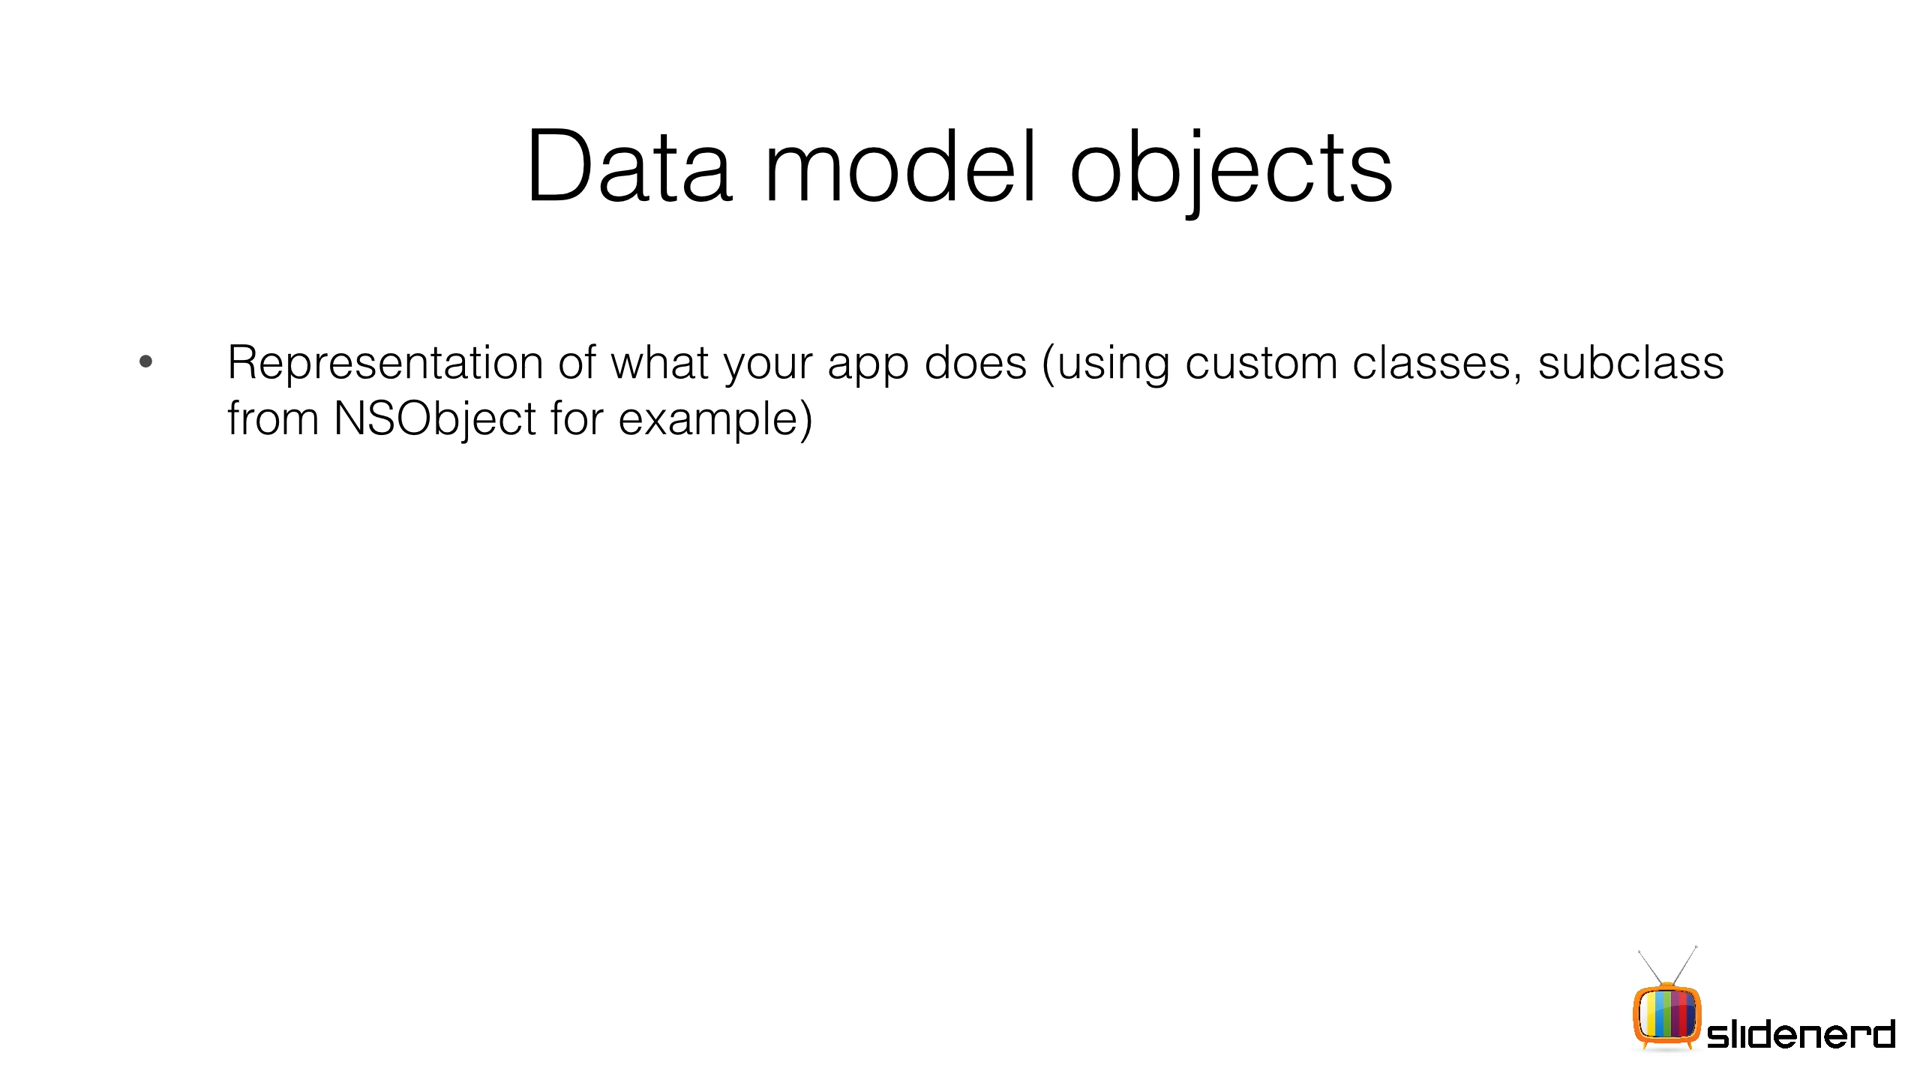 Data model objects
• Representation of what your app does (using custom classes, subclass
from NSObject for example)
slidenerd